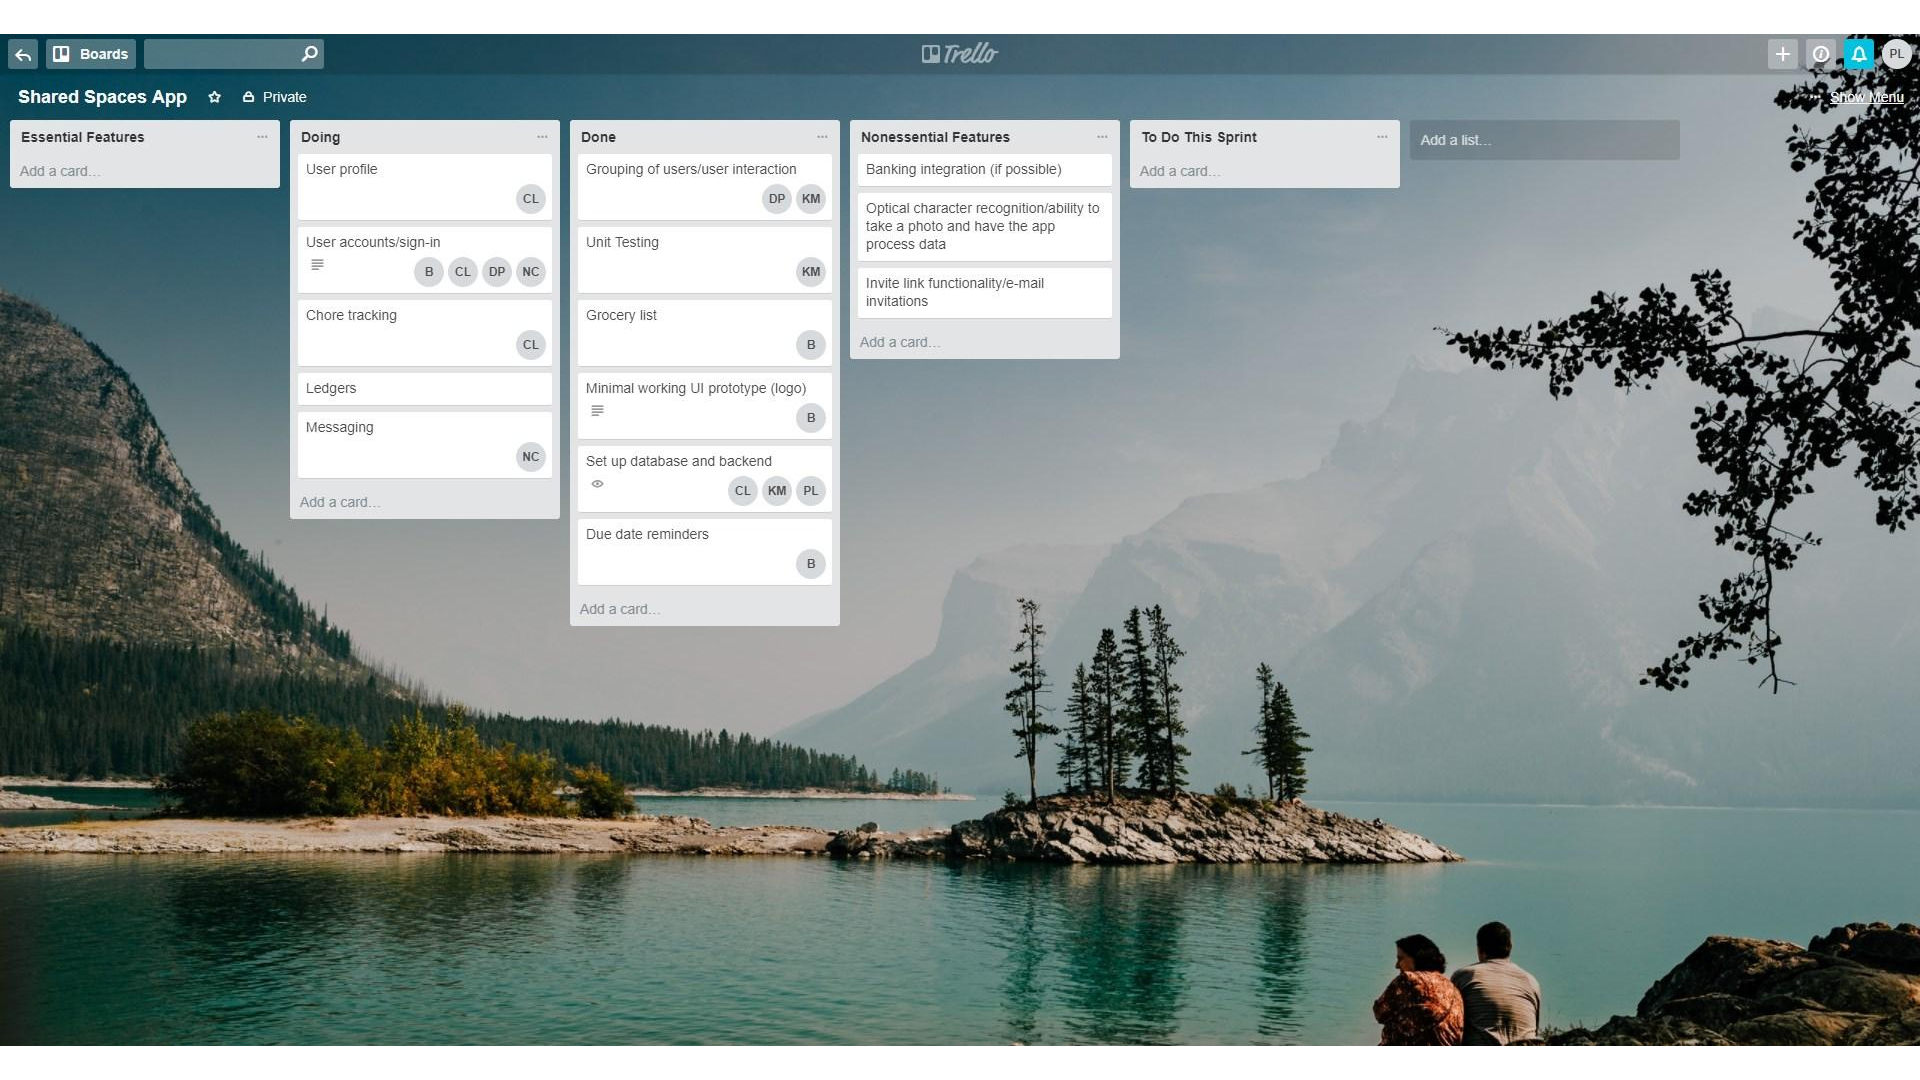 Boards
Trello
PL
Shared Spaces App
Private
Show Menu
Essential Features
Add a card...
Doing
User profile
CL
User accounts/sign-in
B CL DP NC
Chore tracking
CL
Ledgers
Messaging
NC
Add a card...
Done
Grouping of users/user interaction
DP KM
Unit Testing
KM
Grocery list
B
Minimal working UI prototype (logo)
B
Set up database and backend
CL KM PL
Due date reminders
B
Add a card...
Nonessential Features
Banking integration (if possible)
Optical character recognition/ability to
take a photo and have the app
process data
Invite link functionality/e-mail
invitations
Add a card...
To Do This Sprint
Add a card...
Add a list...